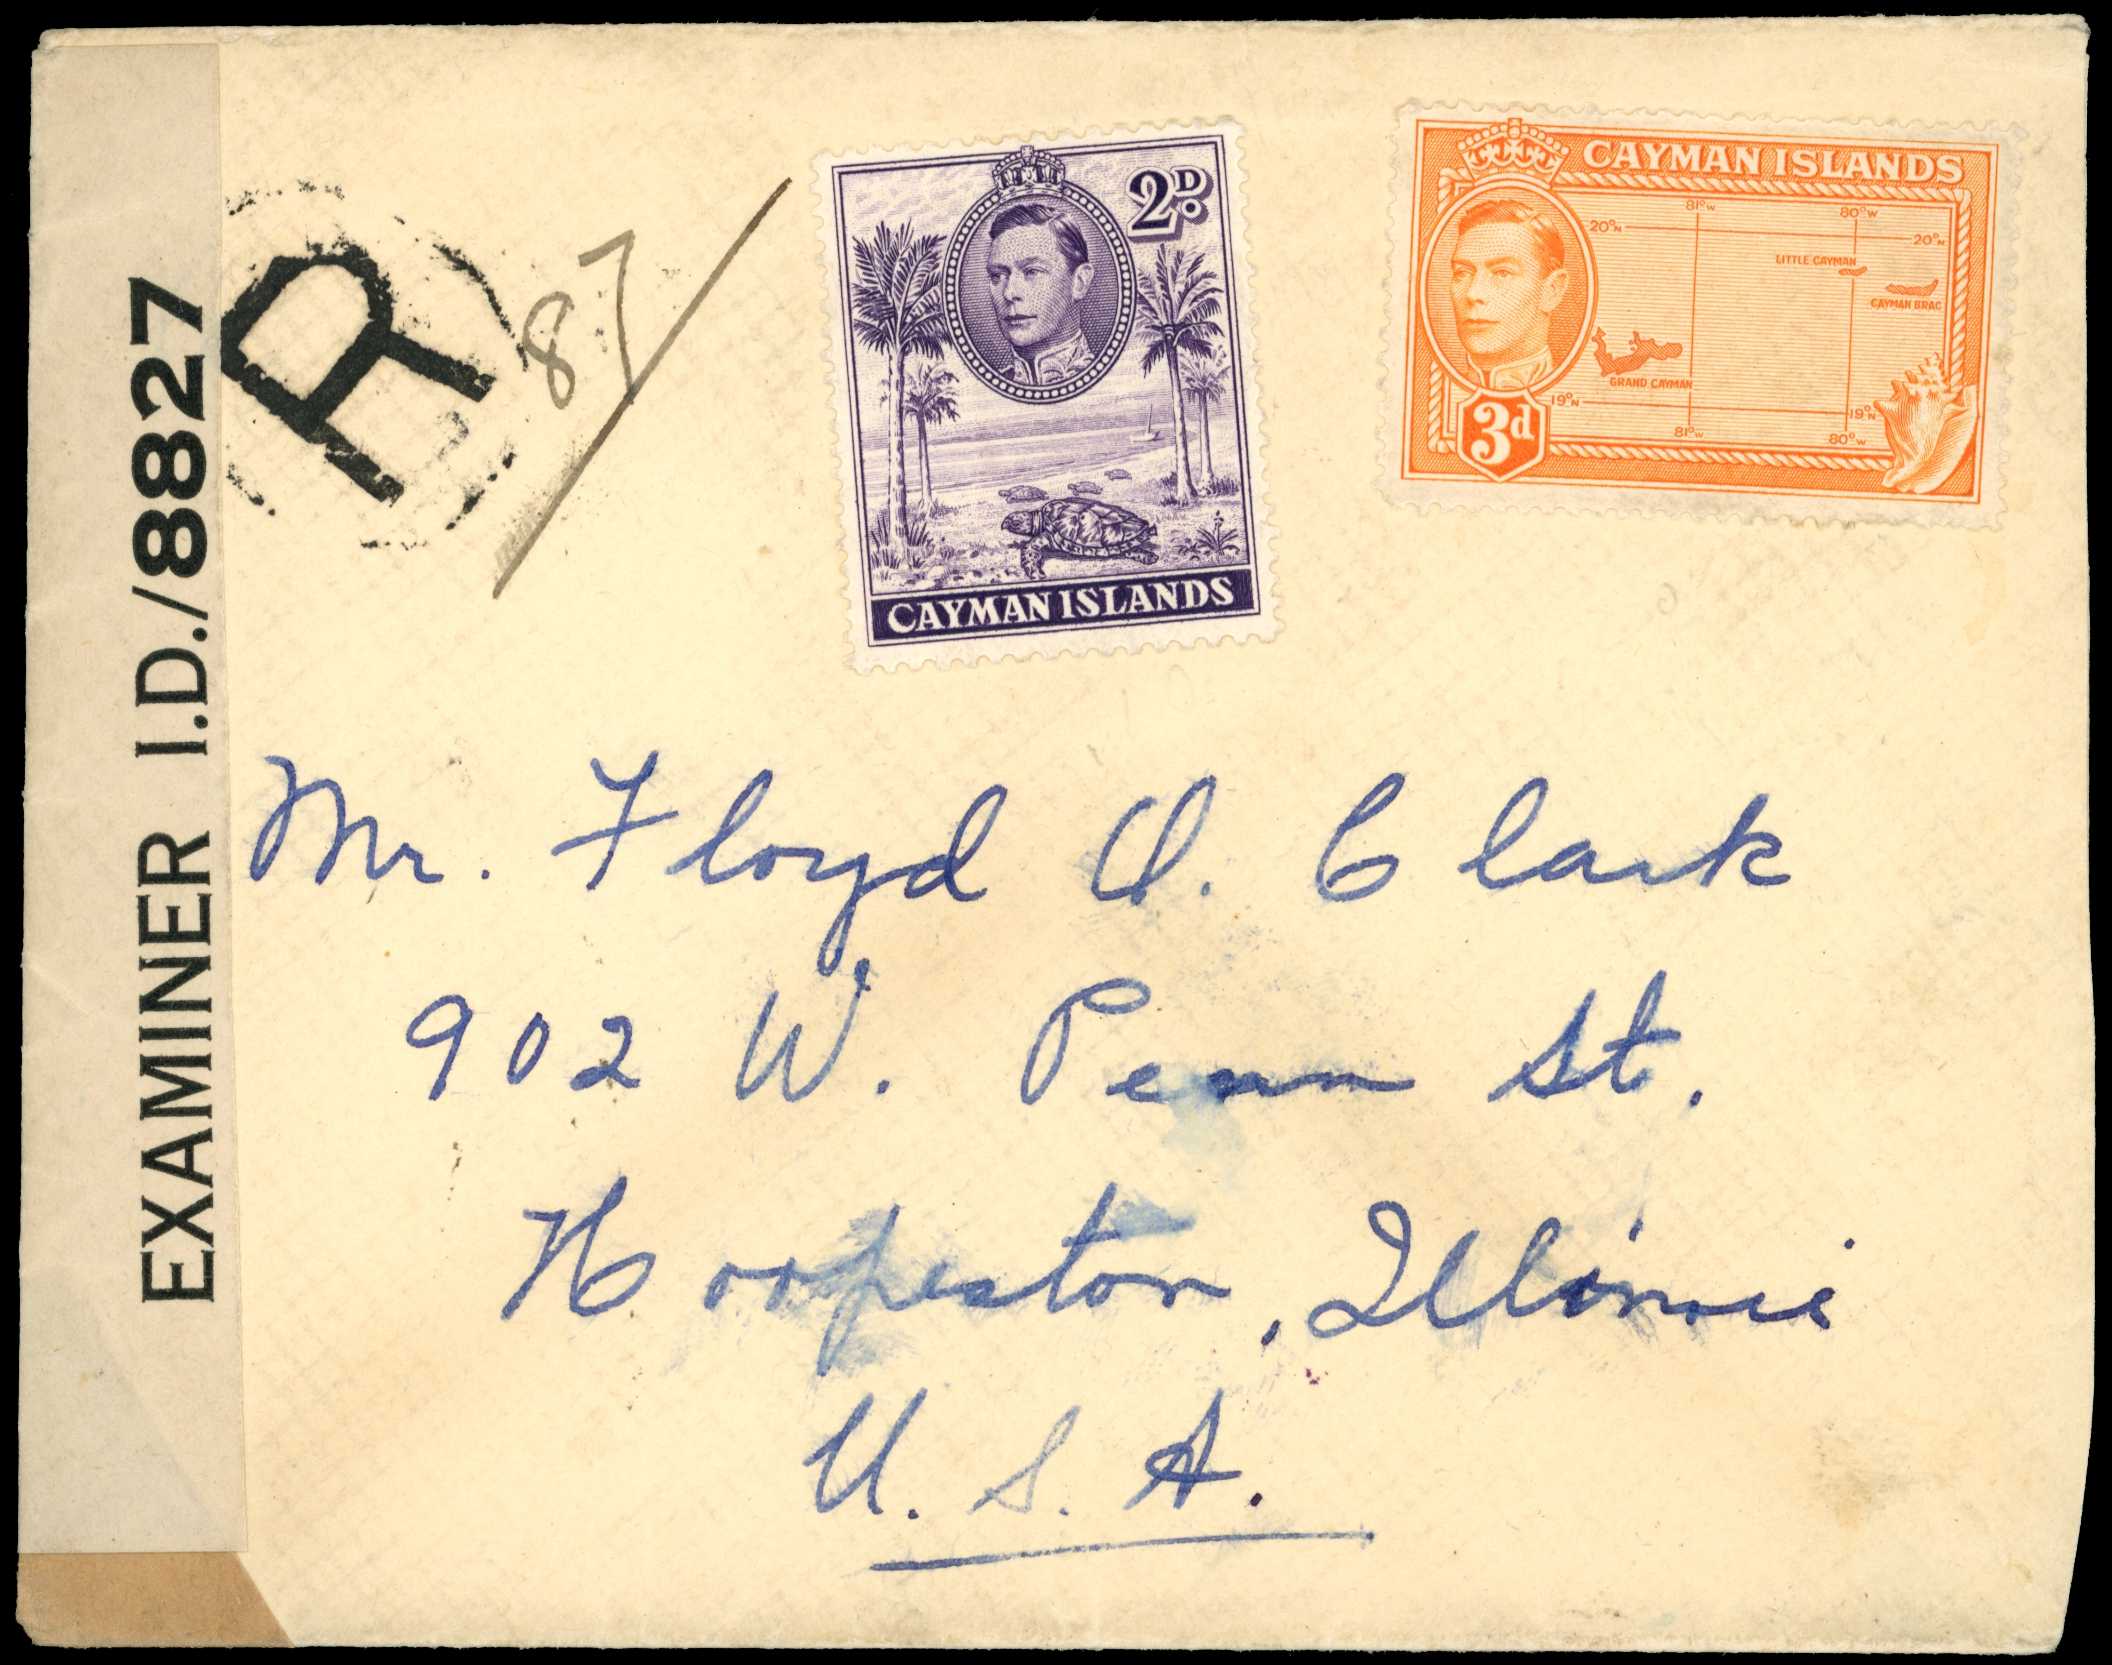 EXAMINER I.D./8827
R
87/
2D.
CAYMAN ISLANDS
CAYMAN ISLANDS
81°W 80°W
20°N 20°N
LITTLE CAYMAN
CAYMAN BRAC
GRAND CAYMAN
19°N 19°N
81°W 80°W
3d
Mr. Floyd O. Clark
902 W. Penn St.
Hoopeston, Illinois
U.S.A.